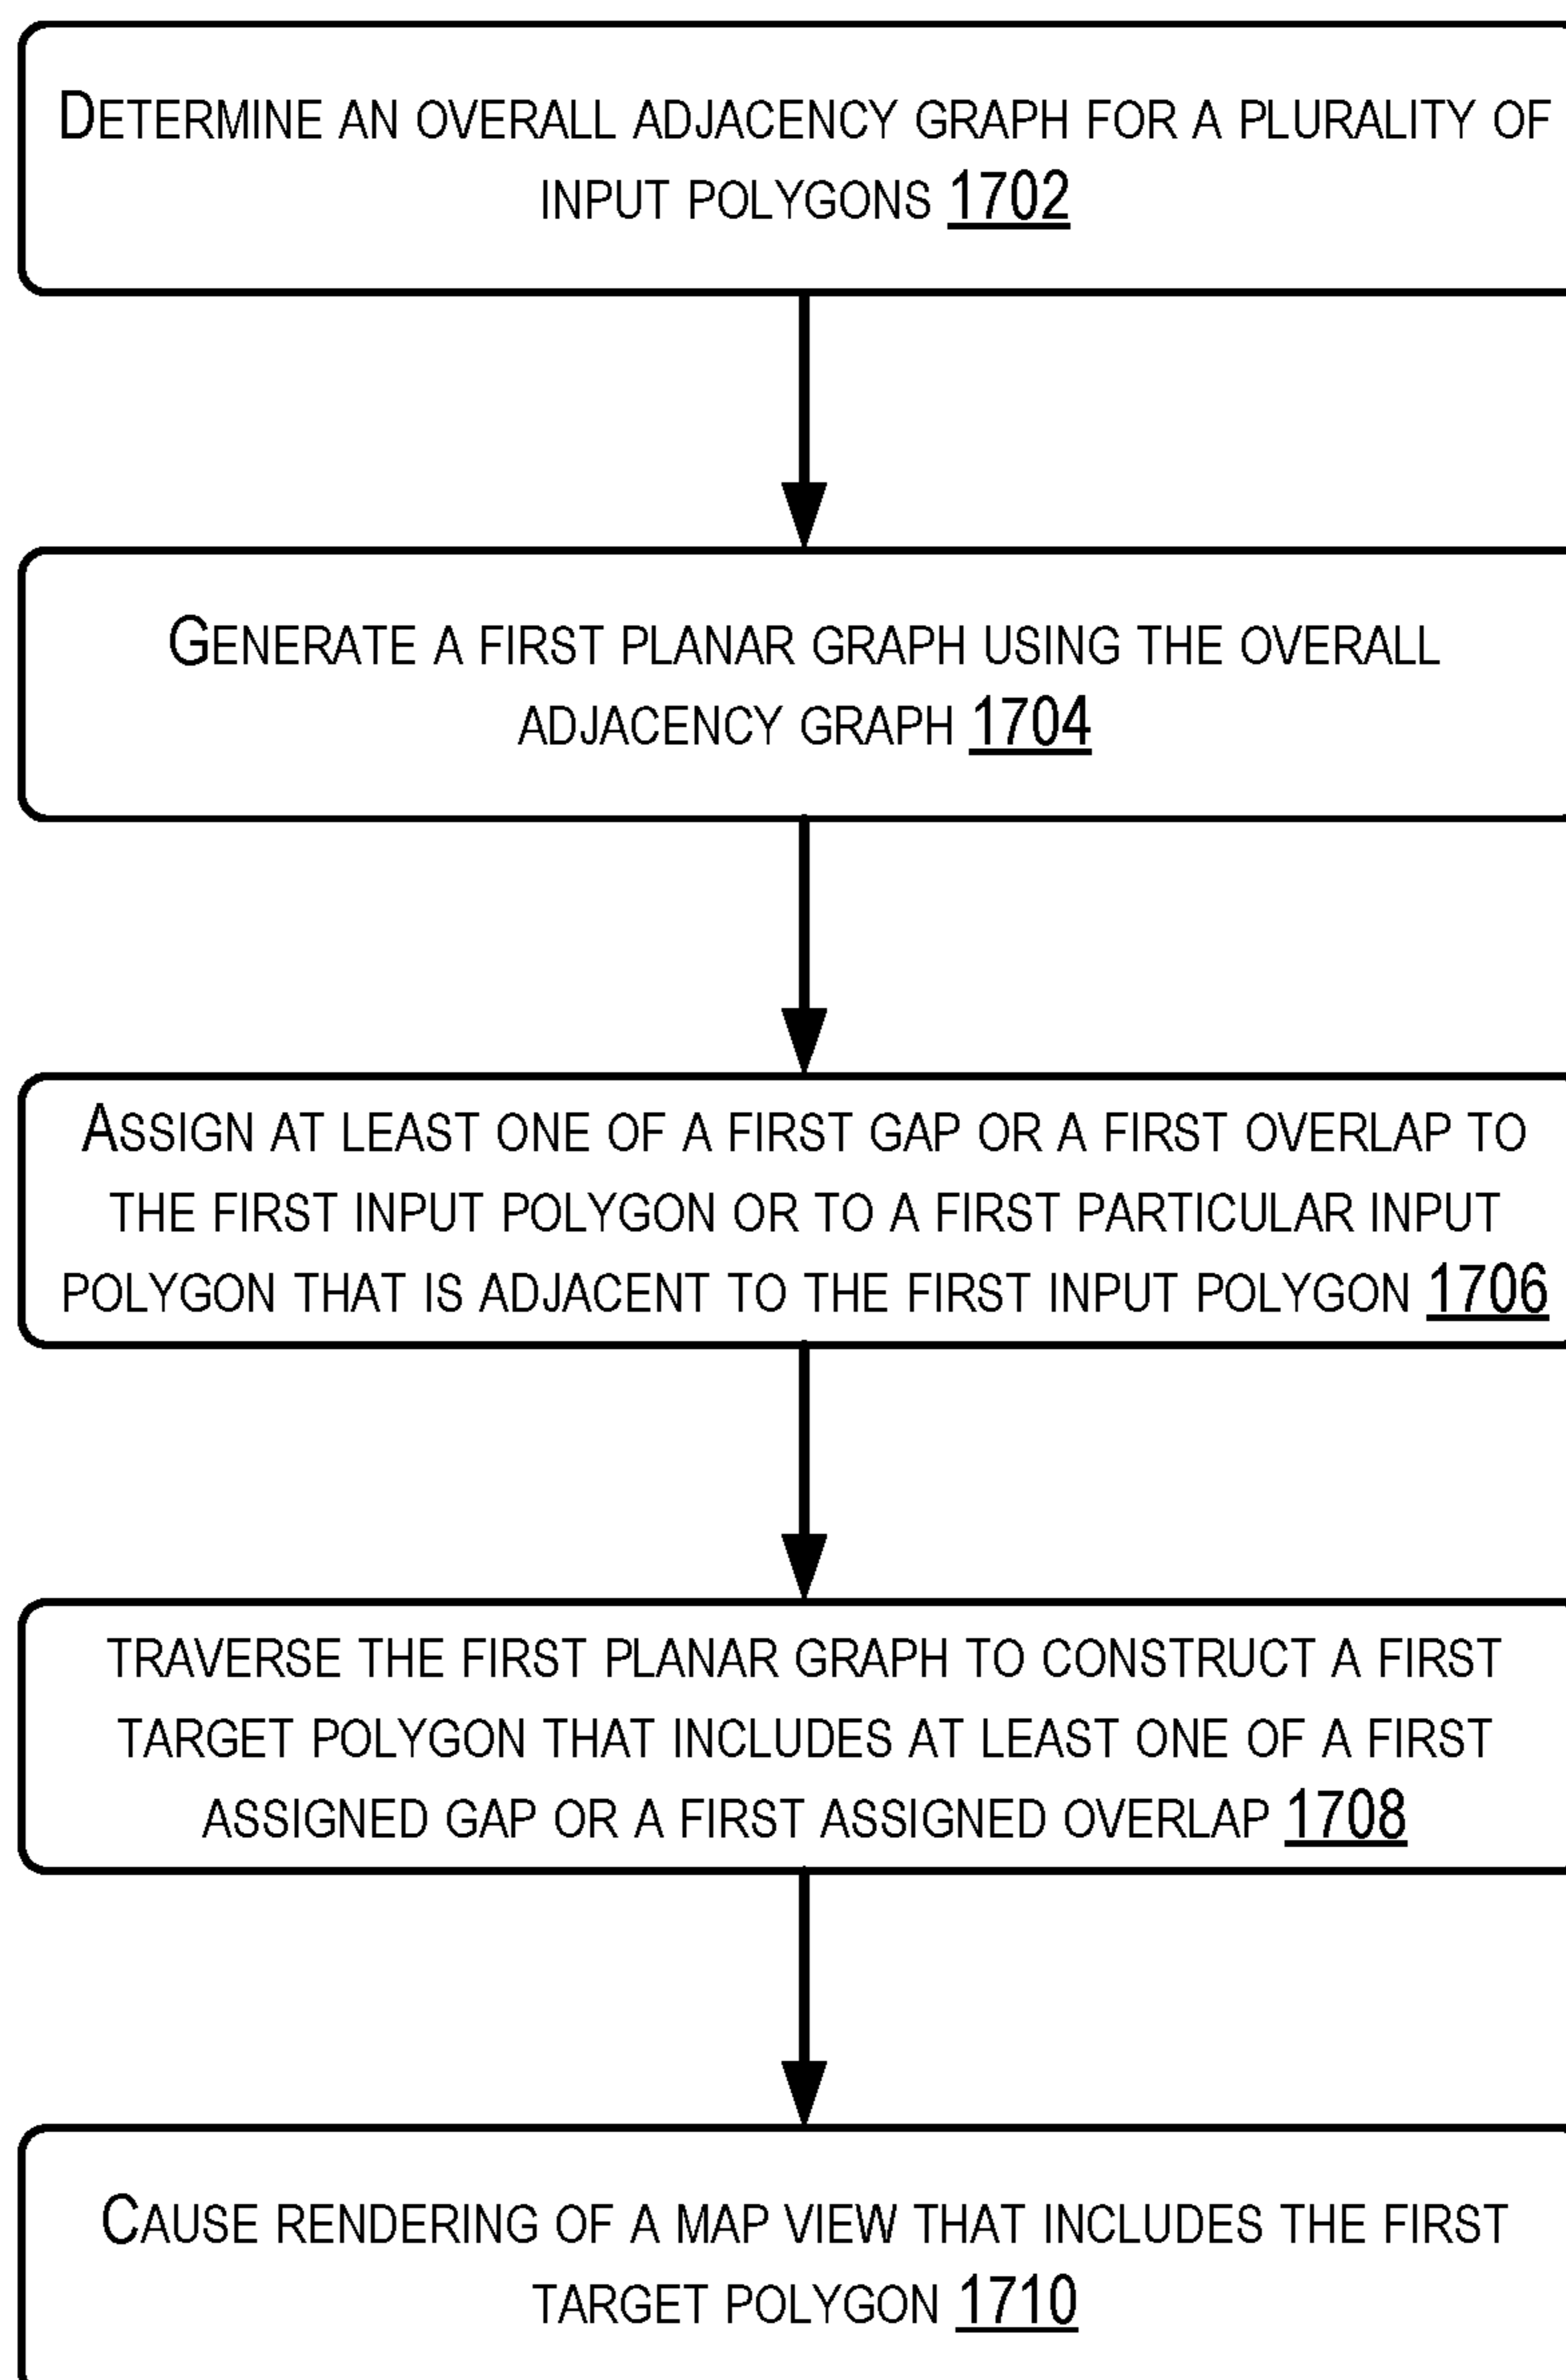 DETERMINE AN OVERALL ADJACENCY GRAPH FOR A PLURALITY OF
INPUT POLYGONS 1702
GENERATE A FIRST PLANAR GRAPH USING THE OVERALL
ADJACENCY GRAPH 1704
ASSIGN AT LEAST ONE OF A FIRST GAP OR A FIRST OVERLAP TO
THE FIRST INPUT POLYGON OR TO A FIRST PARTICULAR INPUT
POLYGON THAT IS ADJACENT TO THE FIRST INPUT POLYGON 1706
TRAVERSE THE FIRST PLANAR GRAPH TO CONSTRUCT A FIRST
TARGET POLYGON THAT INCLUDES AT LEAST ONE OF A FIRST
ASSIGNED GAP OR A FIRST ASSIGNED OVERLAP 1708
CAUSE RENDERING OF A MAP VIEW THAT INCLUDES THE FIRST
TARGET POLYGON 1710